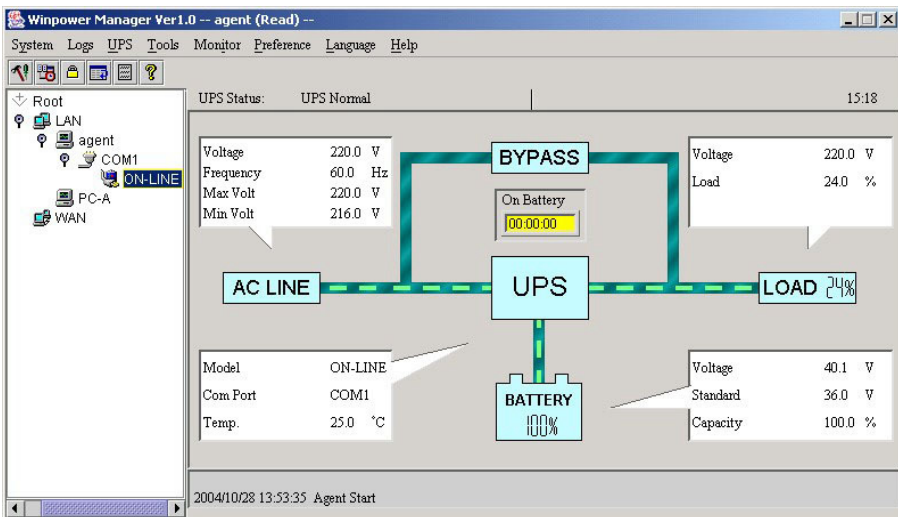 Winpower Manager Ver1.0 -- agent (Read) --
System Logs UPS Tools Monitor Preference Language Help
Root
LAN
agent
COM1
ON-LINE
PC-A
WAN
UPS Status: UPS Normal 15:18
Voltage 220.0 V
Frequency 60.0 Hz
Max Volt 220.0 V
Min Volt 216.0 V
BYPASS
On Battery
00:00:00
Voltage 220.0 V
Load 24.0 %
AC LINE
UPS
LOAD 24%
Model ON-LINE
Com Port COM1
Temp. 25.0 °C
BATTERY
100%
Voltage 40.1 V
Standard 36.0 V
Capacity 100.0 %
2004/10/28 13:53:35 Agent Start